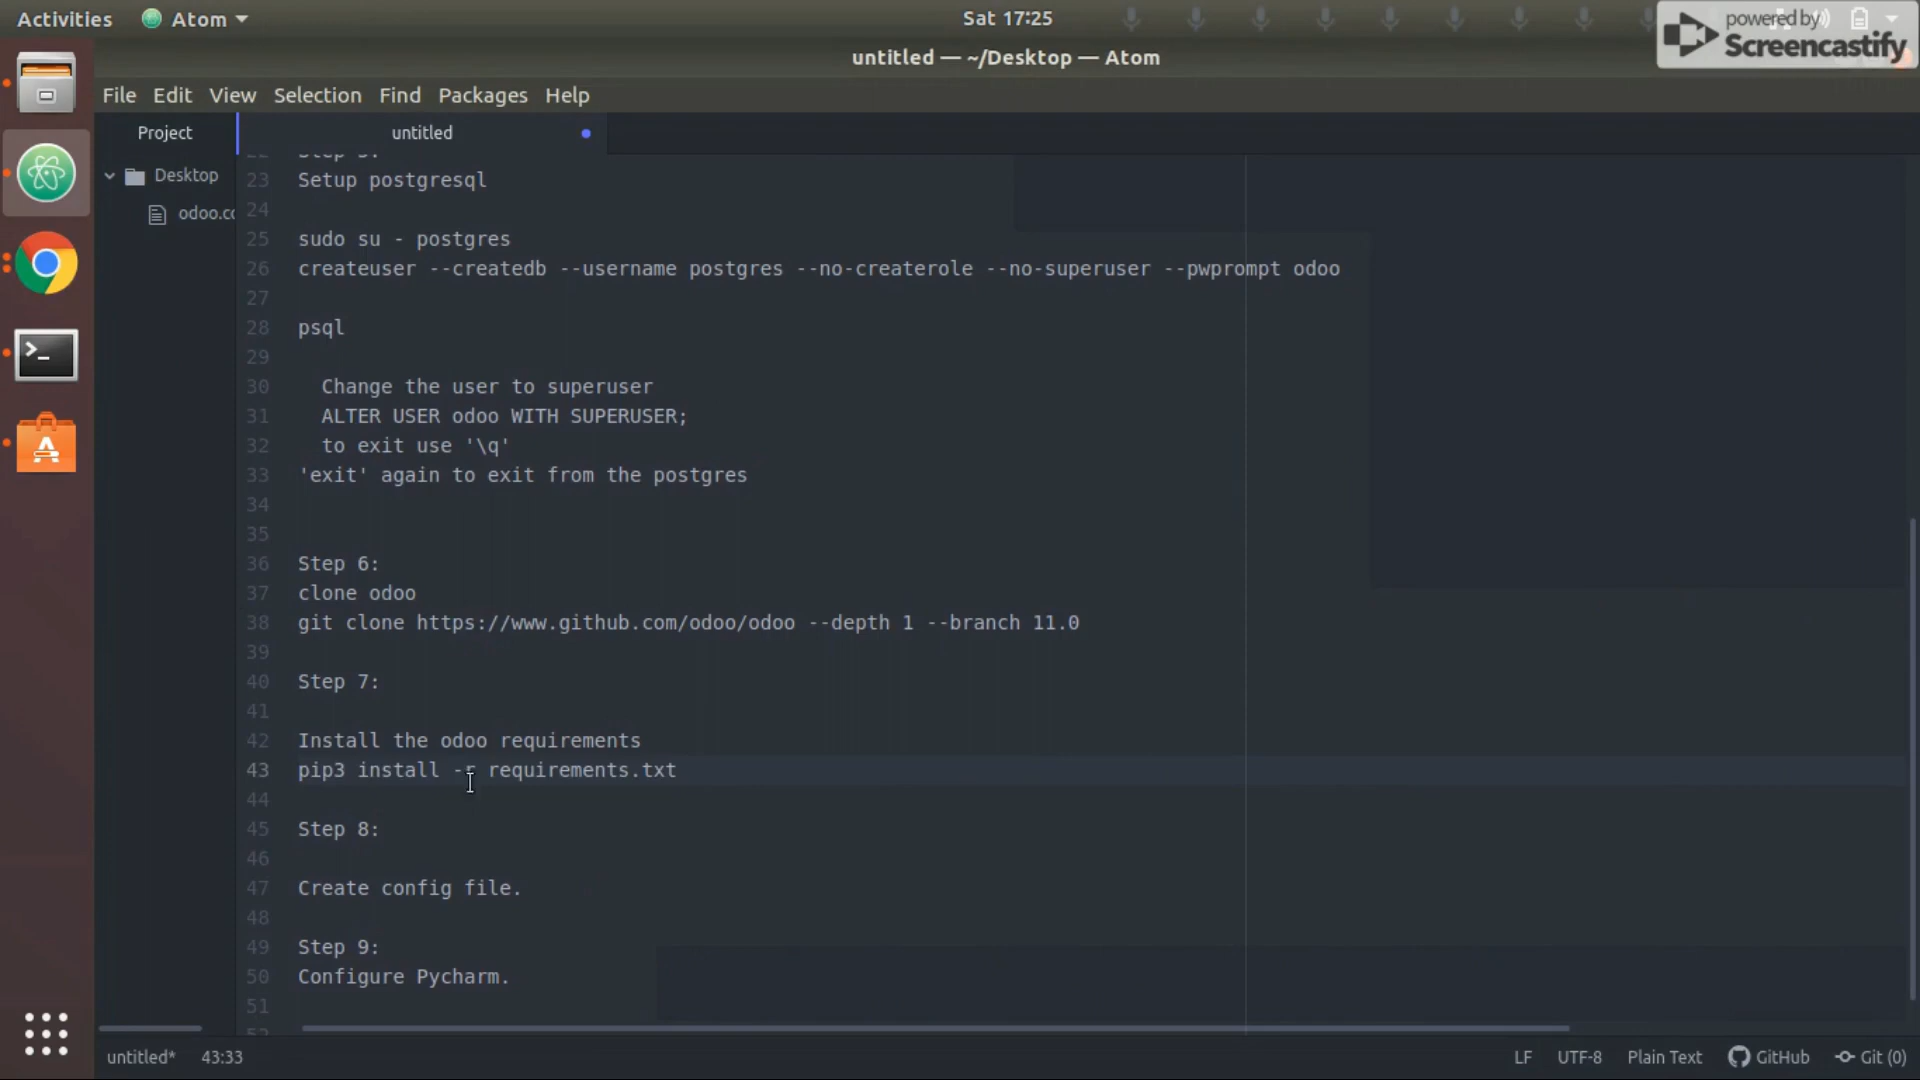 Activities Atom Sat 17:25
powered by
Screencastify
untitled — ~/Desktop — Atom
File Edit View Selection Find Packages Help
Project untitled
Desktop
odoo.co
23 Setup postgresql
24
25 sudo su - postgres
26 createuser --createdb --username postgres --no-createrole --no-superuser --pwprompt odoo
27
28 psql
29
30 Change the user to superuser
31 ALTER USER odoo WITH SUPERUSER;
32 to exit use '\q'
33 'exit' again to exit from the postgres
34
35
36 Step 6:
37 clone odoo
38 git clone https://www.github.com/odoo/odoo --depth 1 --branch 11.0
39
40 Step 7:
41
42 Install the odoo requirements
43 pip3 install -r requirements.txt
44
45 Step 8:
46
47 Create config file.
48
49 Step 9:
50 Configure Pycharm.
51
untitled* 43:33 LF UTF-8 Plain Text GitHub Git (0)